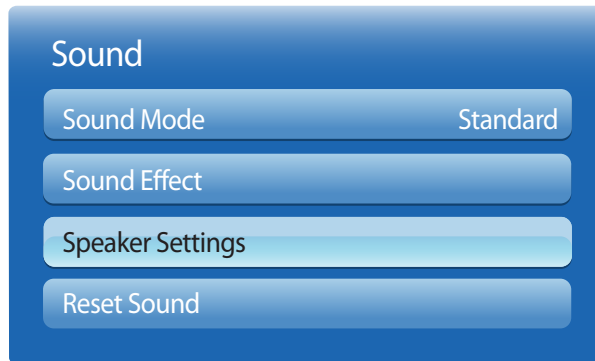 Sound
Sound Mode Standard
Sound Effect
Speaker Settings
Reset Sound